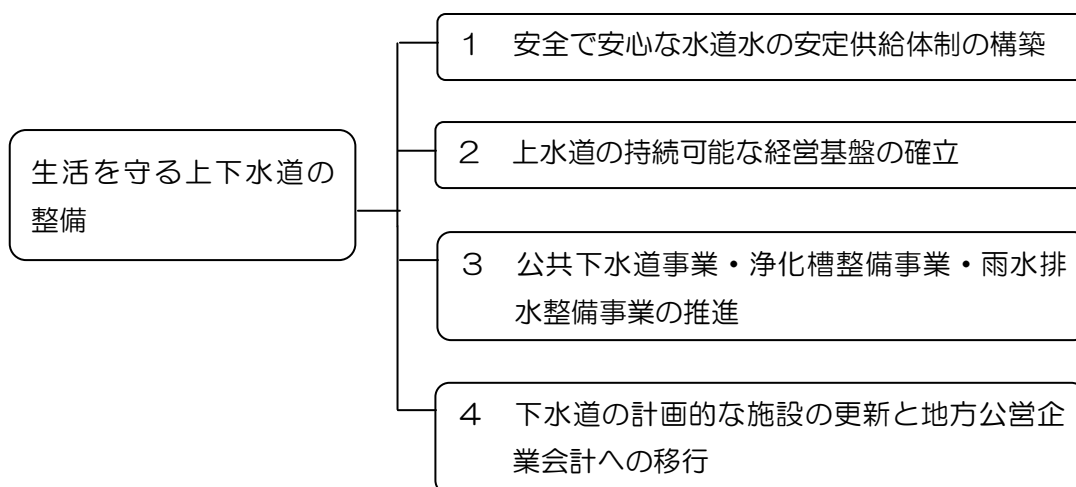 生活を守る上下水道の
整備
1 安全で安心な水道水の安定供給体制の構築
2 上水道の持続可能な経営基盤の確立
3 公共下水道事業・浄化槽整備事業・雨水排
水整備事業の推進
4 下水道の計画的な施設の更新と地方公営企
業会計への移行